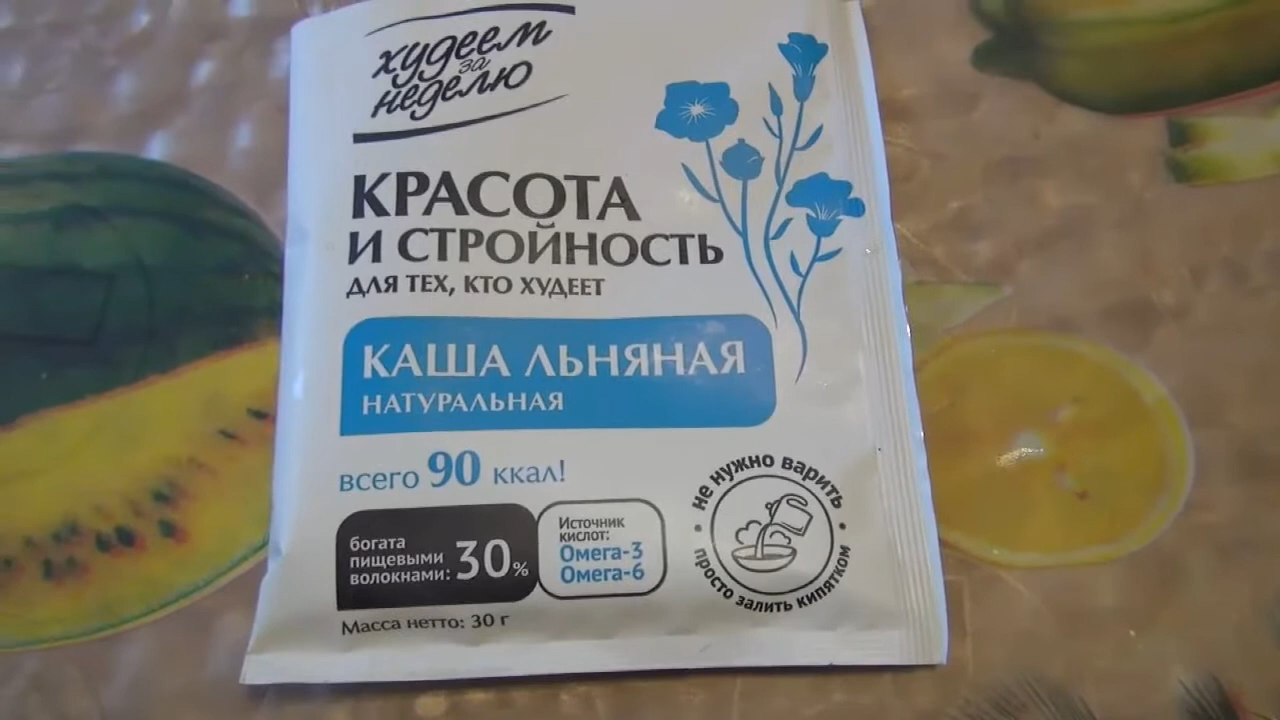 худеем
за
неделю
КРАСОТА
И СТРОЙНОСТЬ
ДЛЯ ТЕХ, КТО ХУДЕЕТ
КАША ЛЬНЯНАЯ
НАТУРАЛЬНАЯ
всего 90 ккал!
богата
пищевыми
волокнами: 30%
Источник
кислот:
Омега-3
Омега-6
не нужно варить
просто залить кипятком
Масса нетто: 30 г